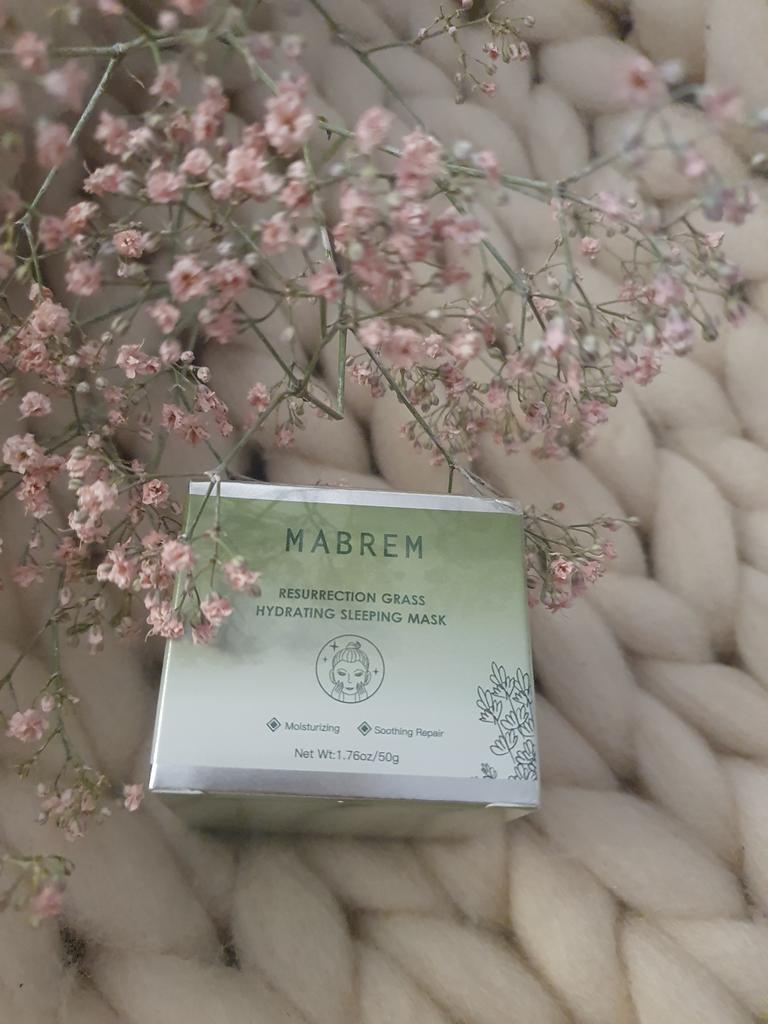 MABREM
RESURRECTION GRASS
HYDRATING SLEEPING MASK
Moisturizing Soothing Repair
Net Wt:1.76oz/50g